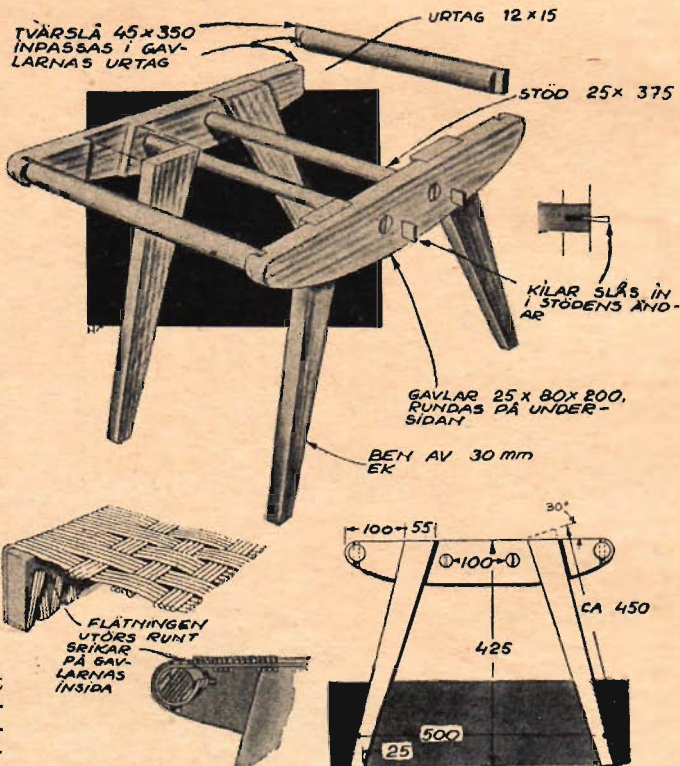 TVÄRSLÅ 45 x 350
INPASSAS I GAV-
LARNAS URTAG
URTAG 12 x 15
STÖD 25 x 375
KILAR SLÅS IN
I STÖDENS ÄND-
AR
GAVLAR 25 x 80 x 200,
RUNDAS PÅ UNDER-
SIDAN
BEN AV 30 mm
EK
FLÄTNINGEN
UTÖRS RUNT
SRIKAR
PÅ GAV-
LARNAS
INSIDA
100 55
30°
100
CA 450
425
500
25